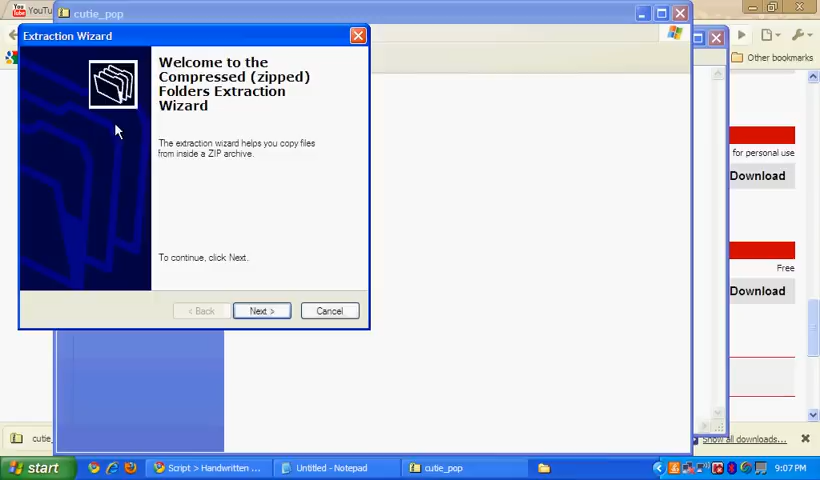 YouTu
cutie_pop
Extraction Wizard
Welcome to the
Compressed (zipped)
Folders Extraction
Wizard
The extraction wizard helps you copy files
from inside a ZIP archive.
To continue, click Next.
< Back
Next >
Cancel
Other bookmarks
for personal use
Download
Free
Download
cutie_
Show all downloads...
start
Script > Handwritten ...
Untitled - Notepad
cutie_pop
9:07 PM